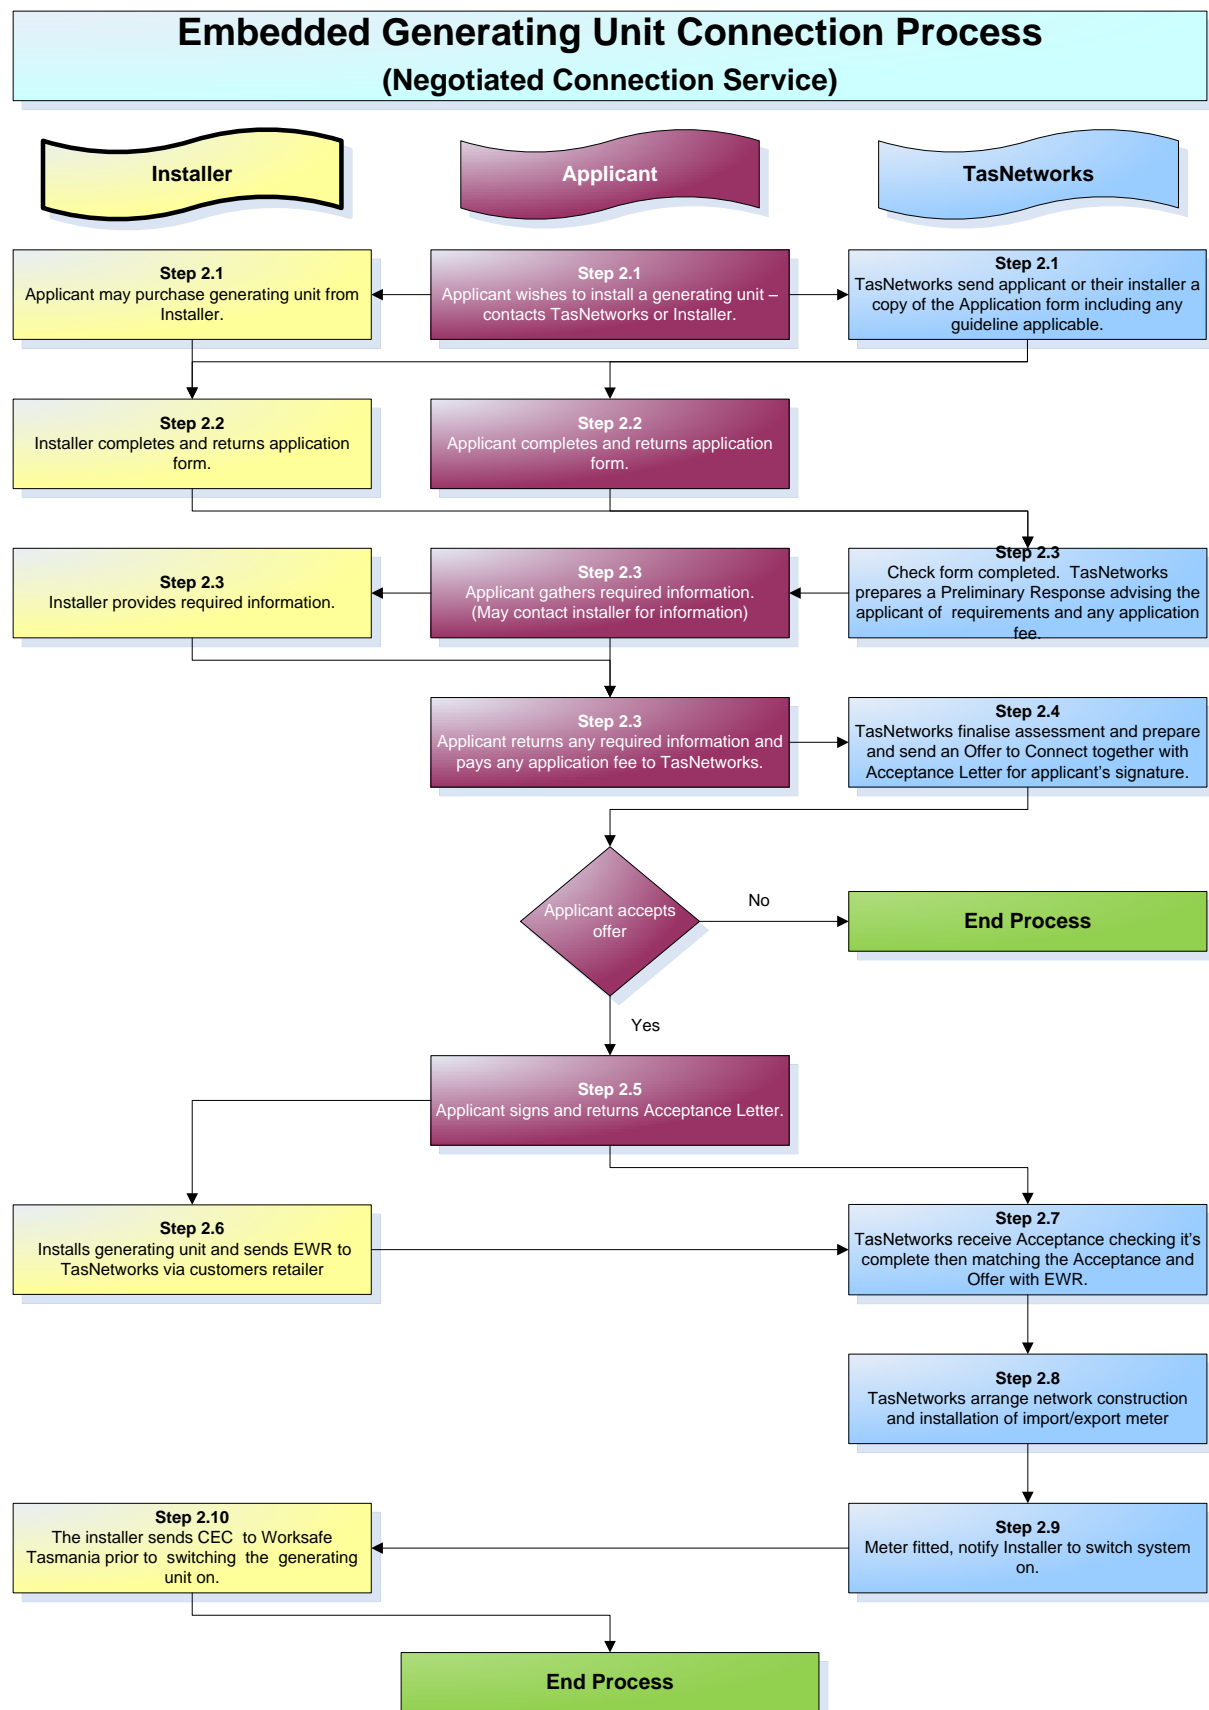 Embedded Generating Unit Connection Process
(Negotiated Connection Service)
Installer
Applicant
TasNetworks
Step 2.1
Applicant may purchase generating unit from
Installer.
Step 2.1
Applicant wishes to install a generating unit –
contacts TasNetworks or Installer.
Step 2.1
TasNetworks send applicant or their installer a
copy of the Application form including any
guideline applicable.
Step 2.2
Installer completes and returns application
form.
Step 2.2
Applicant completes and returns application
form.
Step 2.3
Installer provides required information.
Step 2.3
Applicant gathers required information.
(May contact installer for information)
Step 2.3
Check form completed. TasNetworks
prepares a Preliminary Response advising the
applicant of requirements and any application
fee.
Step 2.3
Applicant returns any required information and
pays any application fee to TasNetworks.
Step 2.4
TasNetworks finalise assessment and prepare
and send an Offer to Connect together with
Acceptance Letter for applicant's signature.
Applicant accepts
offer
No
End Process
Yes
Step 2.5
Applicant signs and returns Acceptance Letter.
Step 2.6
Installs generating unit and sends EWR to
TasNetworks via customers retailer
Step 2.7
TasNetworks receive Acceptance checking it's
complete then matching the Acceptance and
Offer with EWR.
Step 2.8
TasNetworks arrange network construction
and installation of import/export meter
Step 2.10
The installer sends CEC to Worksafe
Tasmania prior to switching the generating
unit on.
Step 2.9
Meter fitted, notify Installer to switch system
on.
End Process